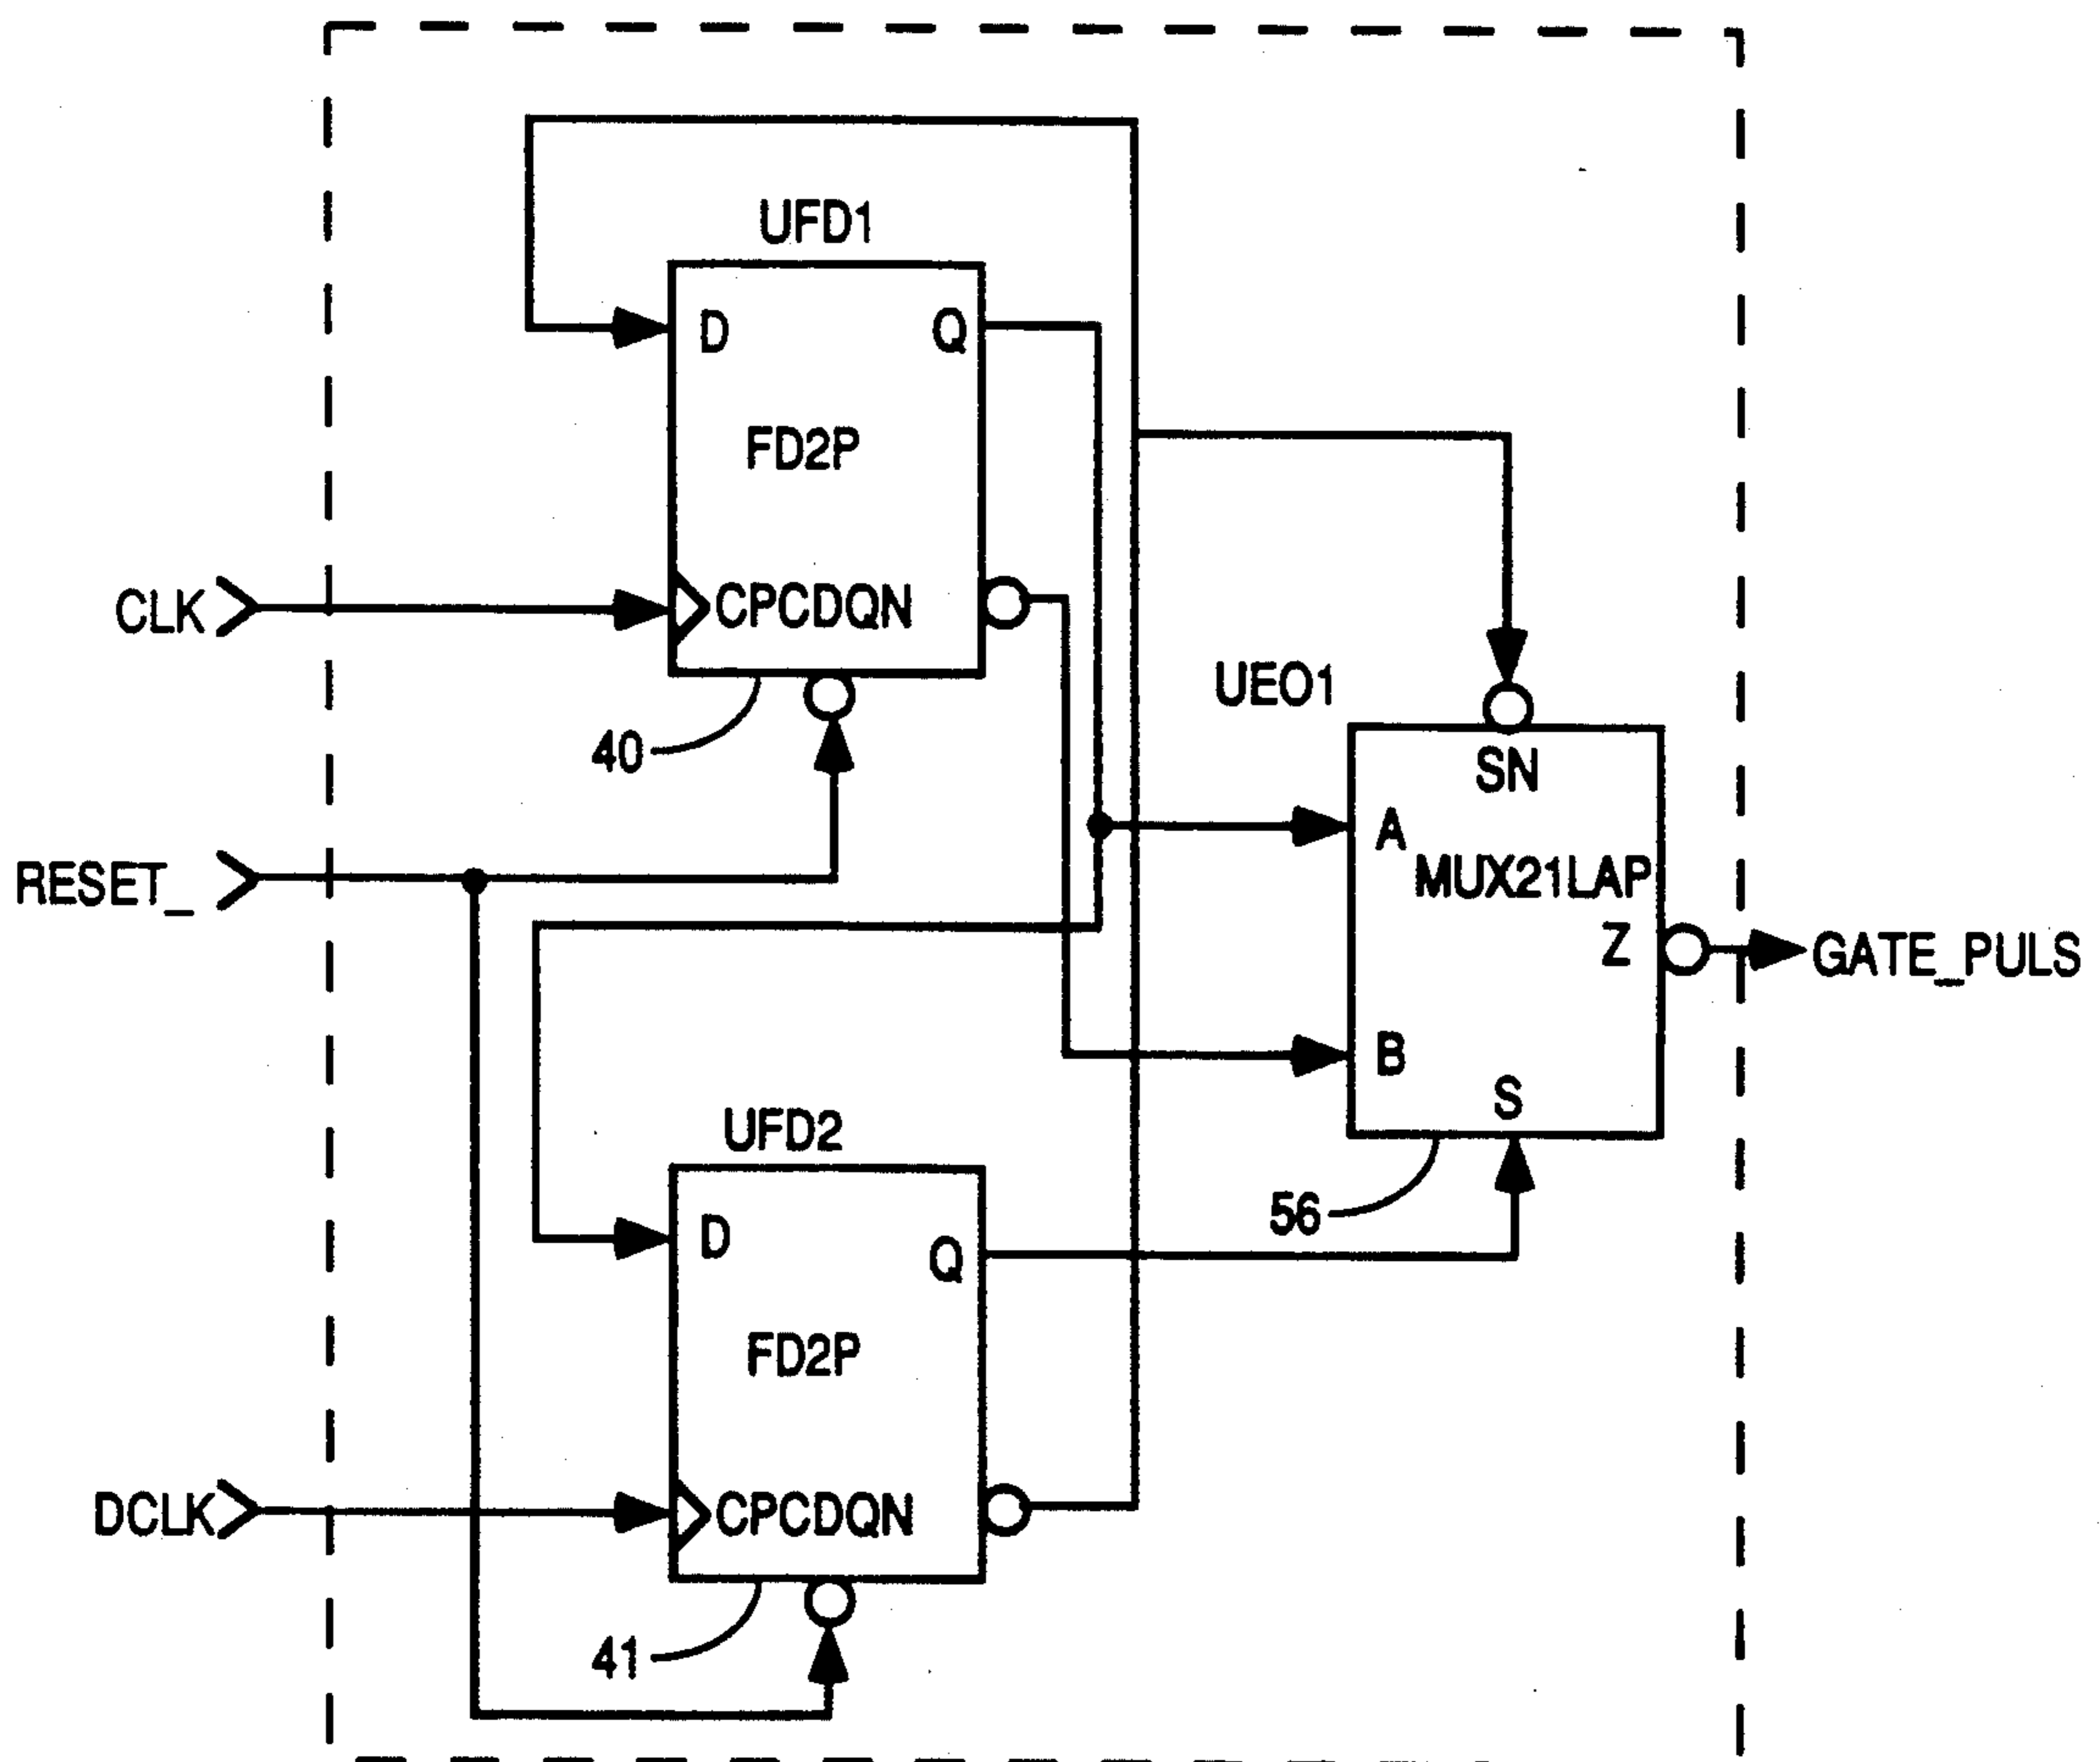 UFD1
D
Q
FD2P
CLK
CPCDQN
40
UEO1
SN
A
MUX21LAP
RESET_
Z
GATE_PULS
B
S
UFD2
56
D
Q
FD2P
DCLK
CPCDQN
41